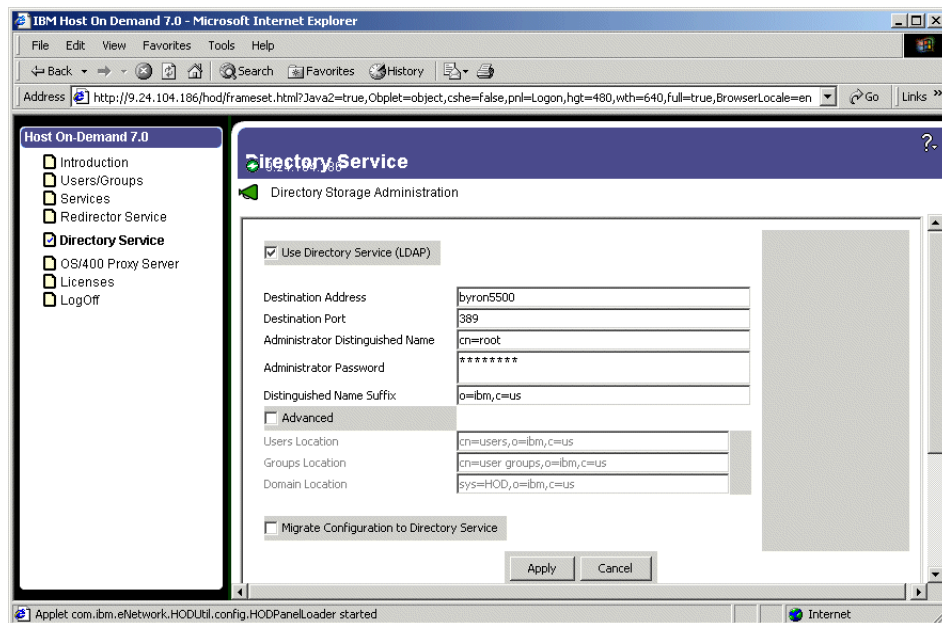 IBM Host On Demand 7.0 - Microsoft Internet Explorer
File Edit View Favorites Tools Help
Back Search Favorites History
Address http://9.24.104.186/hod/frameset.html?Java2=true,Obplet=object,cshe=false,pnl=Logon,hgt=480,wth=640,full=true,BrowserLocale=en Go Links »
Host On-Demand 7.0
Introduction
Users/Groups
Services
Redirector Service
Directory Service
OS/400 Proxy Server
Licenses
LogOff
?
Directory Service
9.24.104.186
Directory Storage Administration
Use Directory Service (LDAP)
Destination Address byron5500
Destination Port 389
Administrator Distinguished Name cn=root
Administrator Password ********
Distinguished Name Suffix o=ibm,c=us
Advanced
Users Location cn=users,o=ibm,c=us
Groups Location cn=user groups,o=ibm,c=us
Domain Location sys=HOD,o=ibm,c=us
Migrate Configuration to Directory Service
Apply Cancel
Applet com.ibm.eNetwork.HODUtil.config.HODPanelLoader started Internet